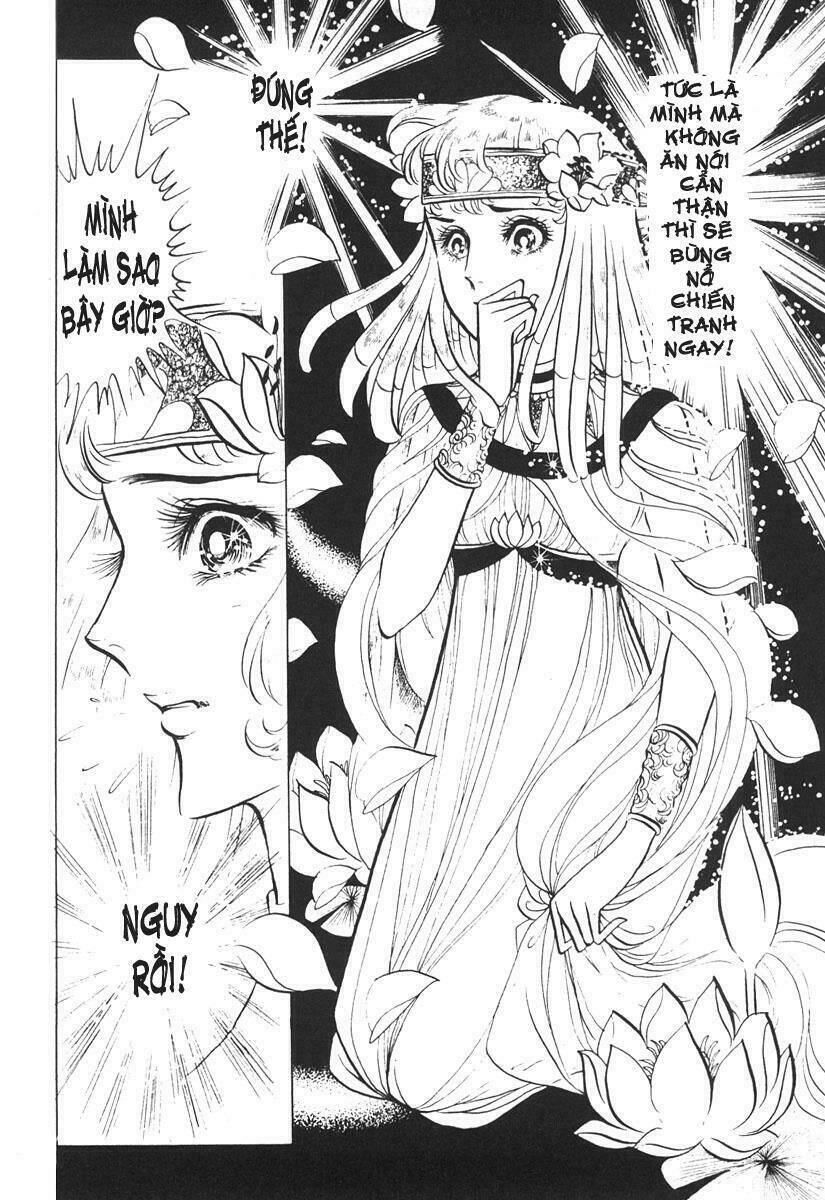 TỨC LÀ
MÌNH MÀ
KHÔNG
ĂN NÓI
CẨN
THẬN
THÌ SẼ
BÙNG
NỔ
CHIẾN
TRANH
NGAY!
ĐÚNG
THẾ!
MÌNH
LÀM SAO
BÂY GIỜ?
NGUY
RỒI!